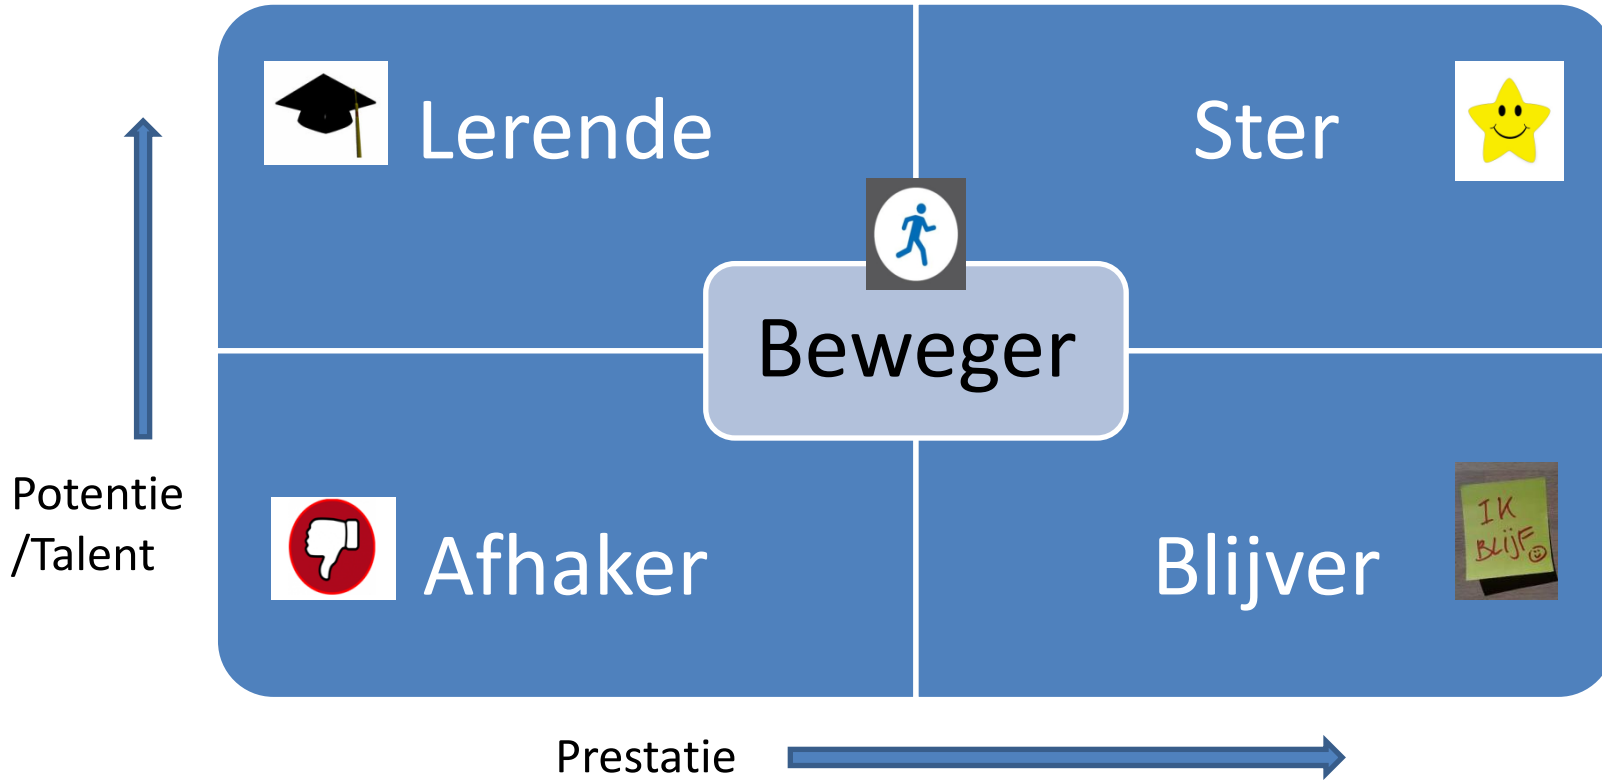 Lerende
Ster
Beweger
Potentie
/Talent
Afhaker
Blijver
IK
BLIJF
Prestatie